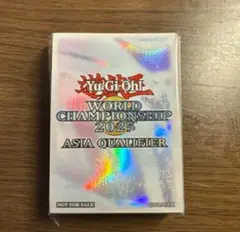 Yu-Gi-Oh!
WORLD
CHAMPIONSHIP
2025
ASIA QUALIFIER
NOT FOR SALE